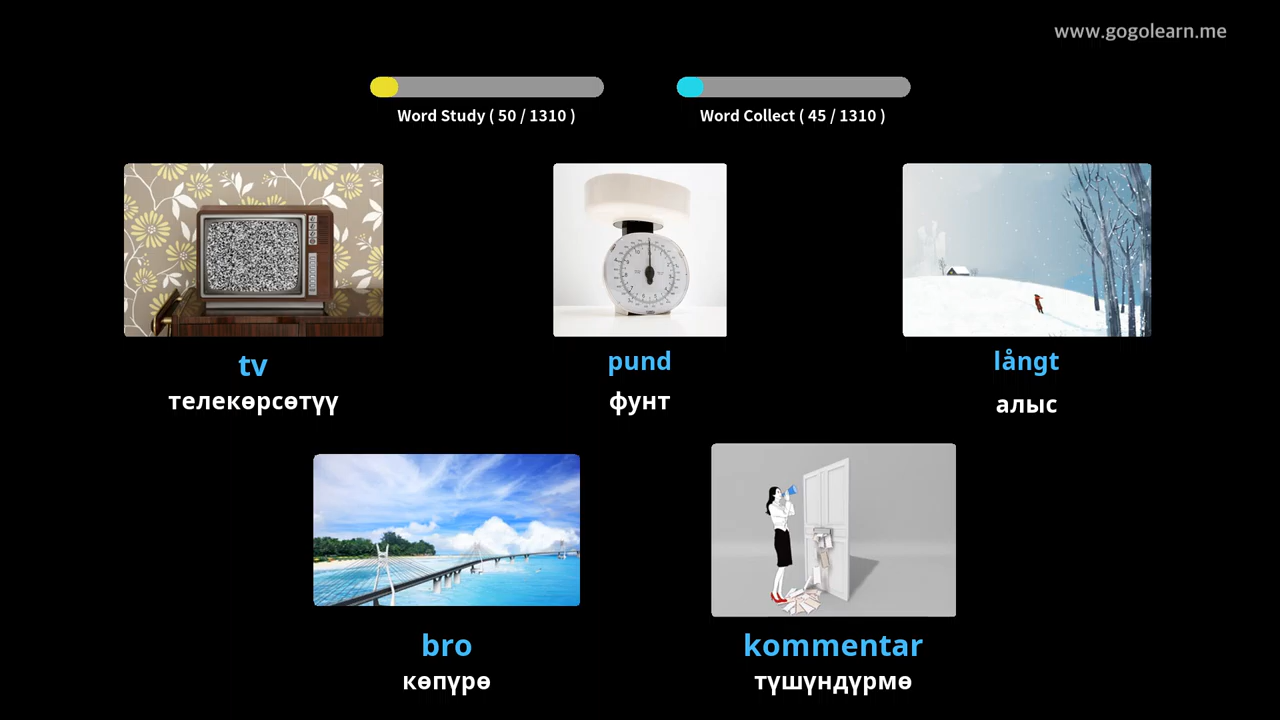 www.gogolearn.me
Word Study ( 50 / 1310 )
Word Collect ( 45 / 1310 )
tv
телекөрсөтүү
pund
фунт
långt
алыс
bro
көпүрө
kommentar
түшүндүрмө